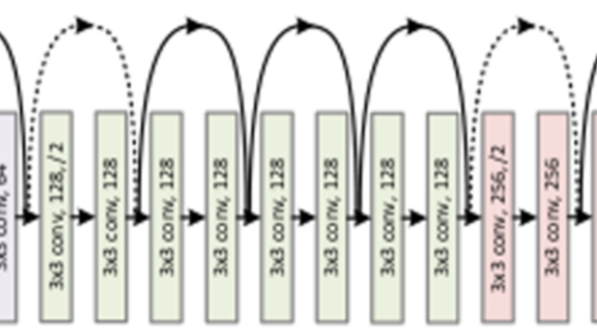 3x3 conv, 64
3x3 conv, 128,/2
3x3 conv, 128
3x3 conv, 128
3x3 conv, 128
3x3 conv, 128
3x3 conv, 128
3x3 conv, 128
3x3 conv, 128
3x3 conv, 256,/2
3x3 conv, 256